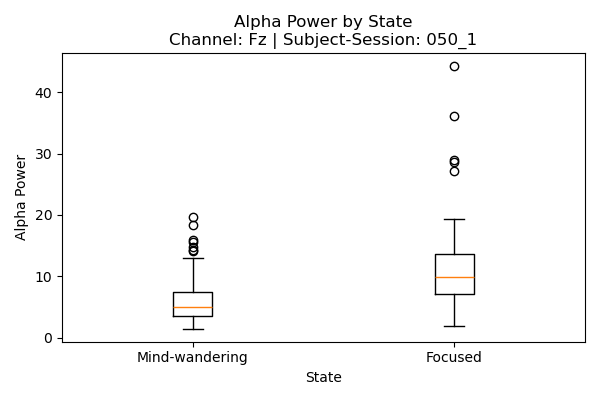 Alpha Power by State
Channel: Fz | Subject-Session: 050_1
Alpha Power
40
30
20
10
0
Mind-wandering
Focused
State